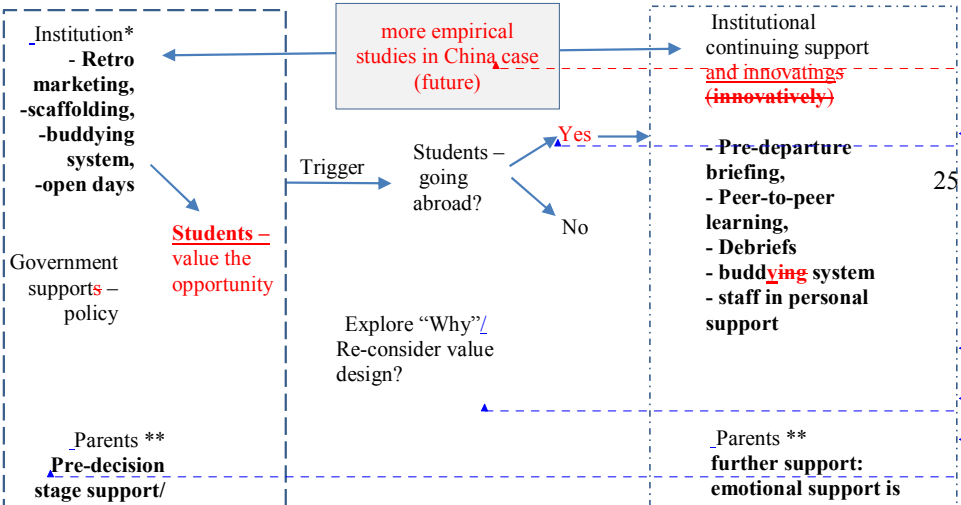 Institution*
- Retro
marketing,
-scaffolding,
-buddying
system,
-open days
Students –
value the
opportunity
Government
supports –
policy
Parents **
Pre-decision
stage support/
more empirical
studies in China case
(future)
Trigger
Students –
going
abroad?
Yes
No
Explore “Why”/
Re-consider value
design?
Institutional
continuing support
and innovatings
(innovatively)
- Pre-departure
briefing,
- Peer-to-peer
learning,
- Debriefs
- buddying system
- staff in personal
support
Parents **
further support:
emotional support is
25